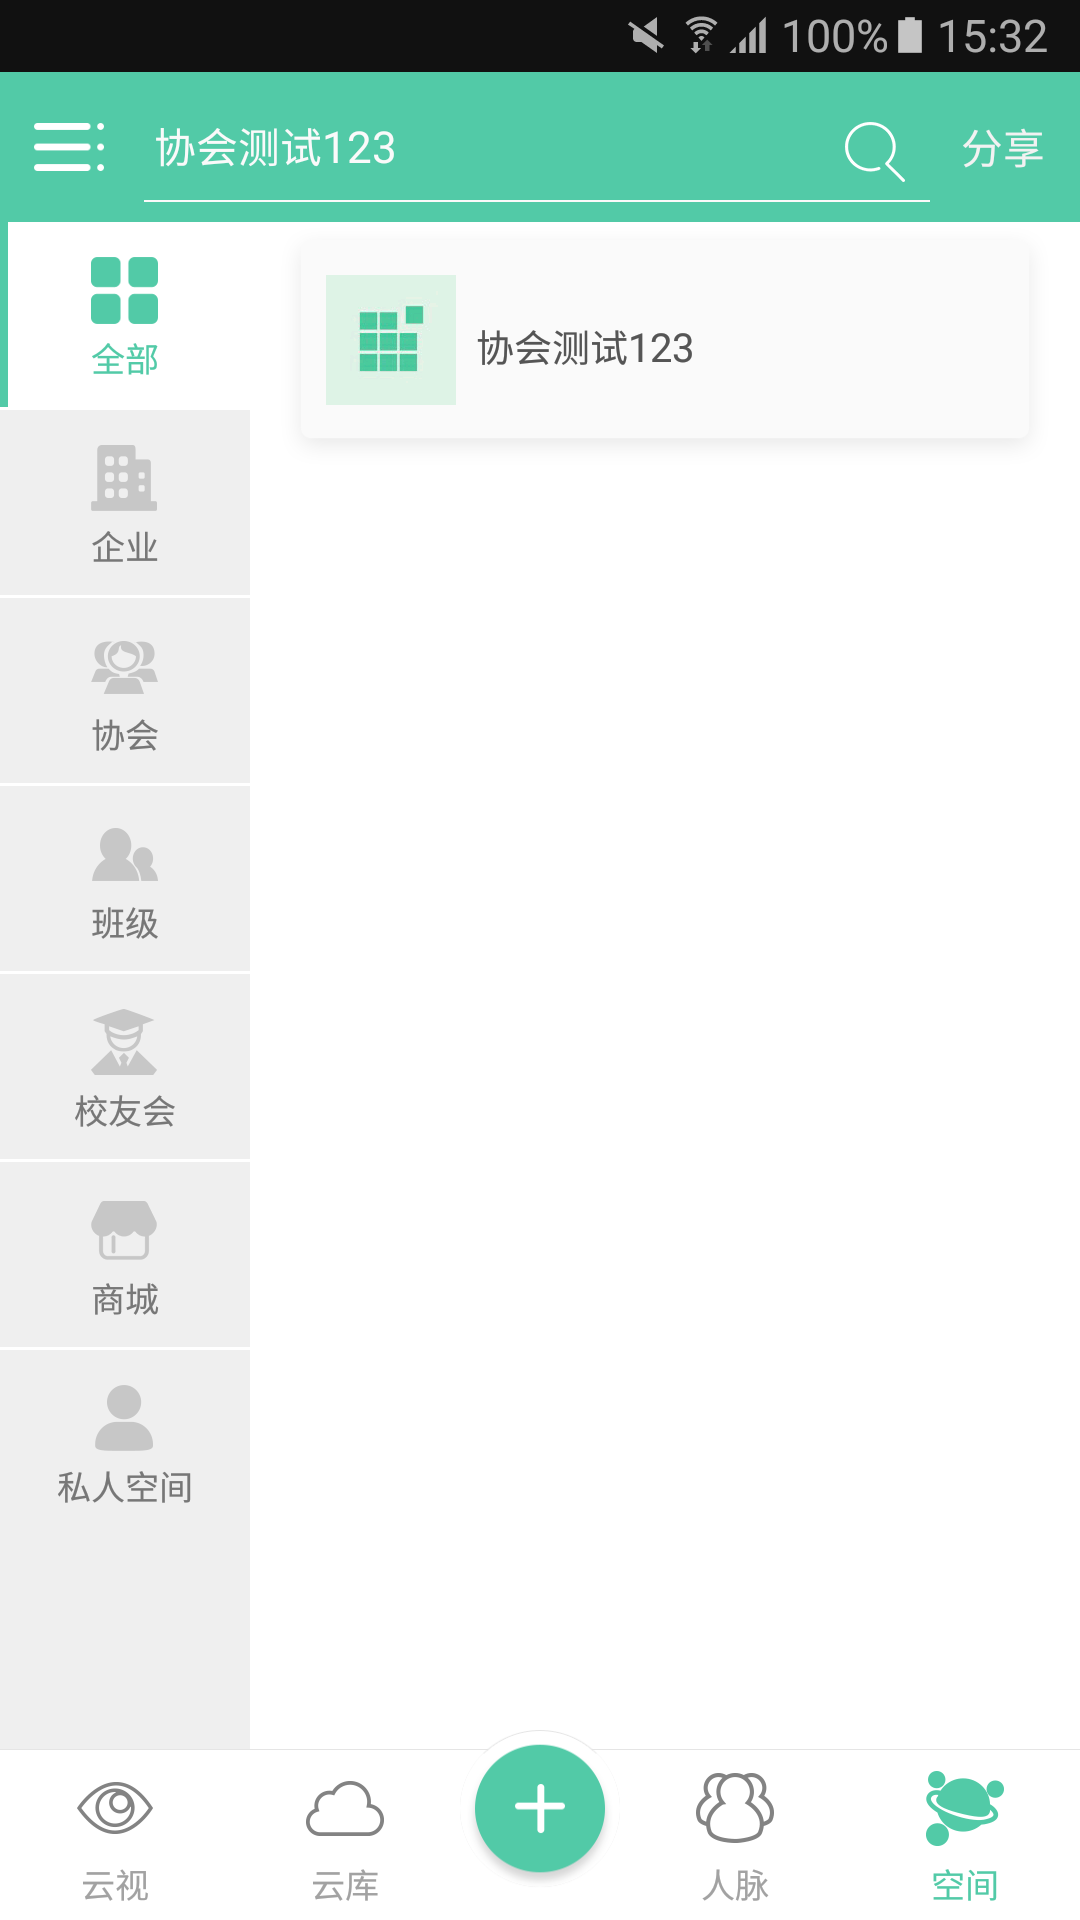 100% 15:32
协会测试123 分享
全部
协会测试123
企业
协会
班级
校友会
商城
私人空间
云视 云库 人脉 空间